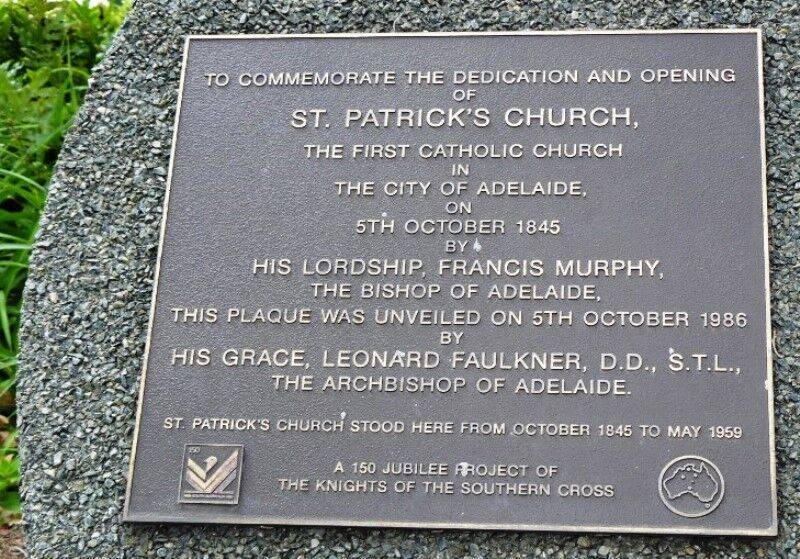 TO COMMEMORATE THE DEDICATION AND OPENING
OF
ST. PATRICK'S CHURCH,
THE FIRST CATHOLIC CHURCH
IN
THE CITY OF ADELAIDE,
ON
5TH OCTOBER 1845
BY
HIS LORDSHIP, FRANCIS MURPHY,
THE BISHOP OF ADELAIDE,
THIS PLAQUE WAS UNVEILED ON 5TH OCTOBER 1986
BY
HIS GRACE, LEONARD FAULKNER, D.D., S.T.L.,
THE ARCHBISHOP OF ADELAIDE.
ST. PATRICK'S CHURCH STOOD HERE FROM OCTOBER 1845 TO MAY 1959
150
A 150 JUBILEE PROJECT OF
THE KNIGHTS OF THE SOUTHERN CROSS